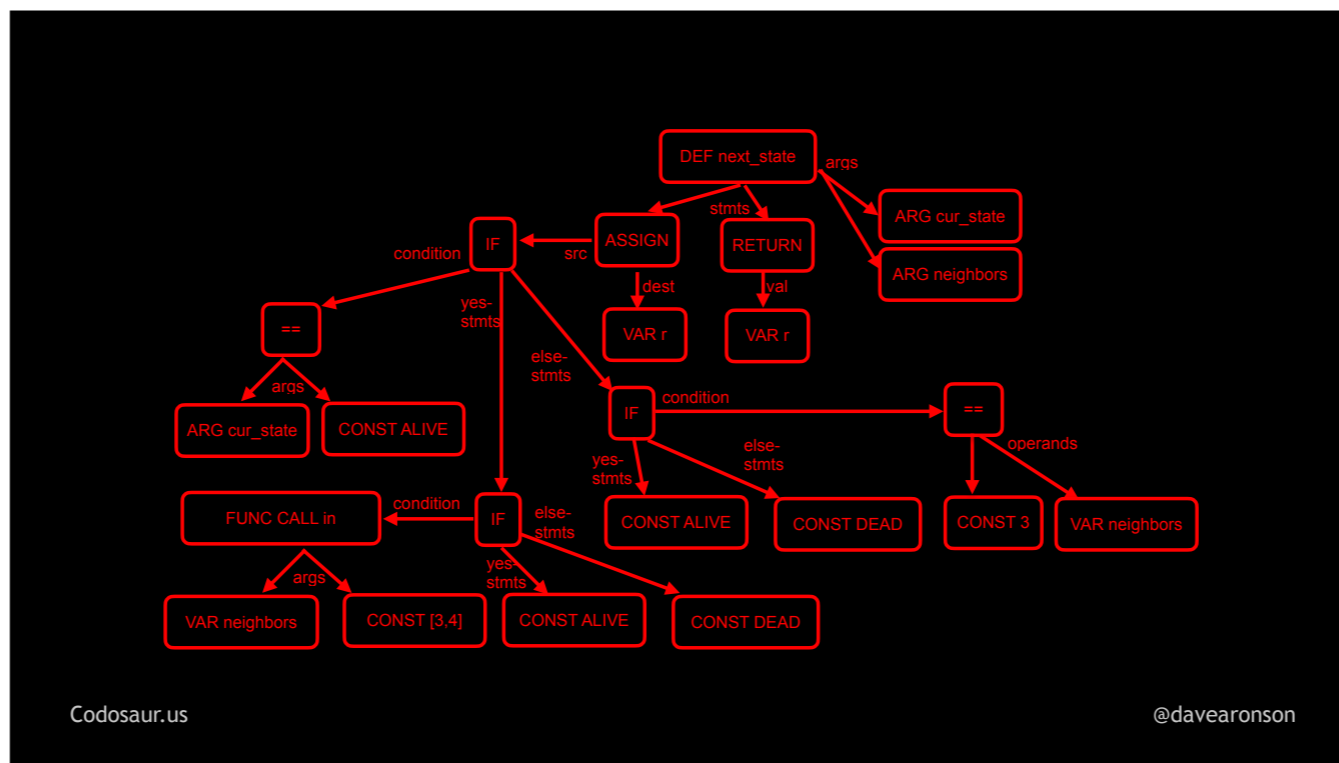 DEF next_state
args
ARG cur_state
stmts
IF
ASSIGN
RETURN
condition
src
ARG neighbors
dest
val
yes-
stmts
==
VAR r
VAR r
else-
stmts
args
condition
IF
==
ARG cur_state
CONST ALIVE
operands
yes-
stmts
else-
stmts
FUNC CALL in
condition
IF
else-
stmts
CONST ALIVE
CONST DEAD
CONST 3
VAR neighbors
yes-
stmts
args
VAR neighbors
CONST [3,4]
CONST ALIVE
CONST DEAD
Codosaur.us
@davearonson